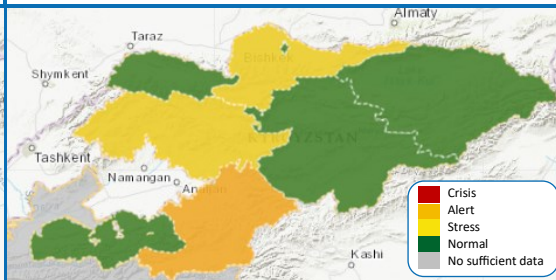 Almaty
Taraz
Bishkek
Shymkent
KYRGYZSTAN
Tashkent
Namangan
Andijan
Kashi
Crisis
Alert
Stress
Normal
No sufficient data